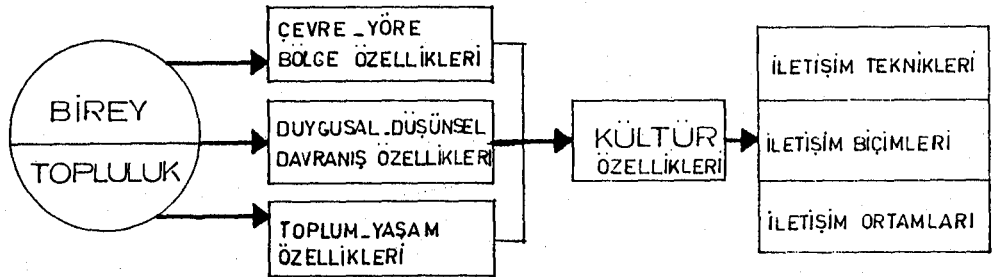 BİREY
TOPLULUK
ÇEVRE_YÖRE
BÖLGE ÖZELLİKLERİ
DUYGUSAL_DÜŞÜNSEL
DAVRANIŞ ÖZELLİKLERİ
TOPLUM_YAŞAM
ÖZELLİKLERİ
KÜLTÜR
ÖZELLİKLERİ
İLETİŞİM TEKNİKLERİ
İLETİŞİM BİÇİMLERİ
İLETİŞİM ORTAMLARI